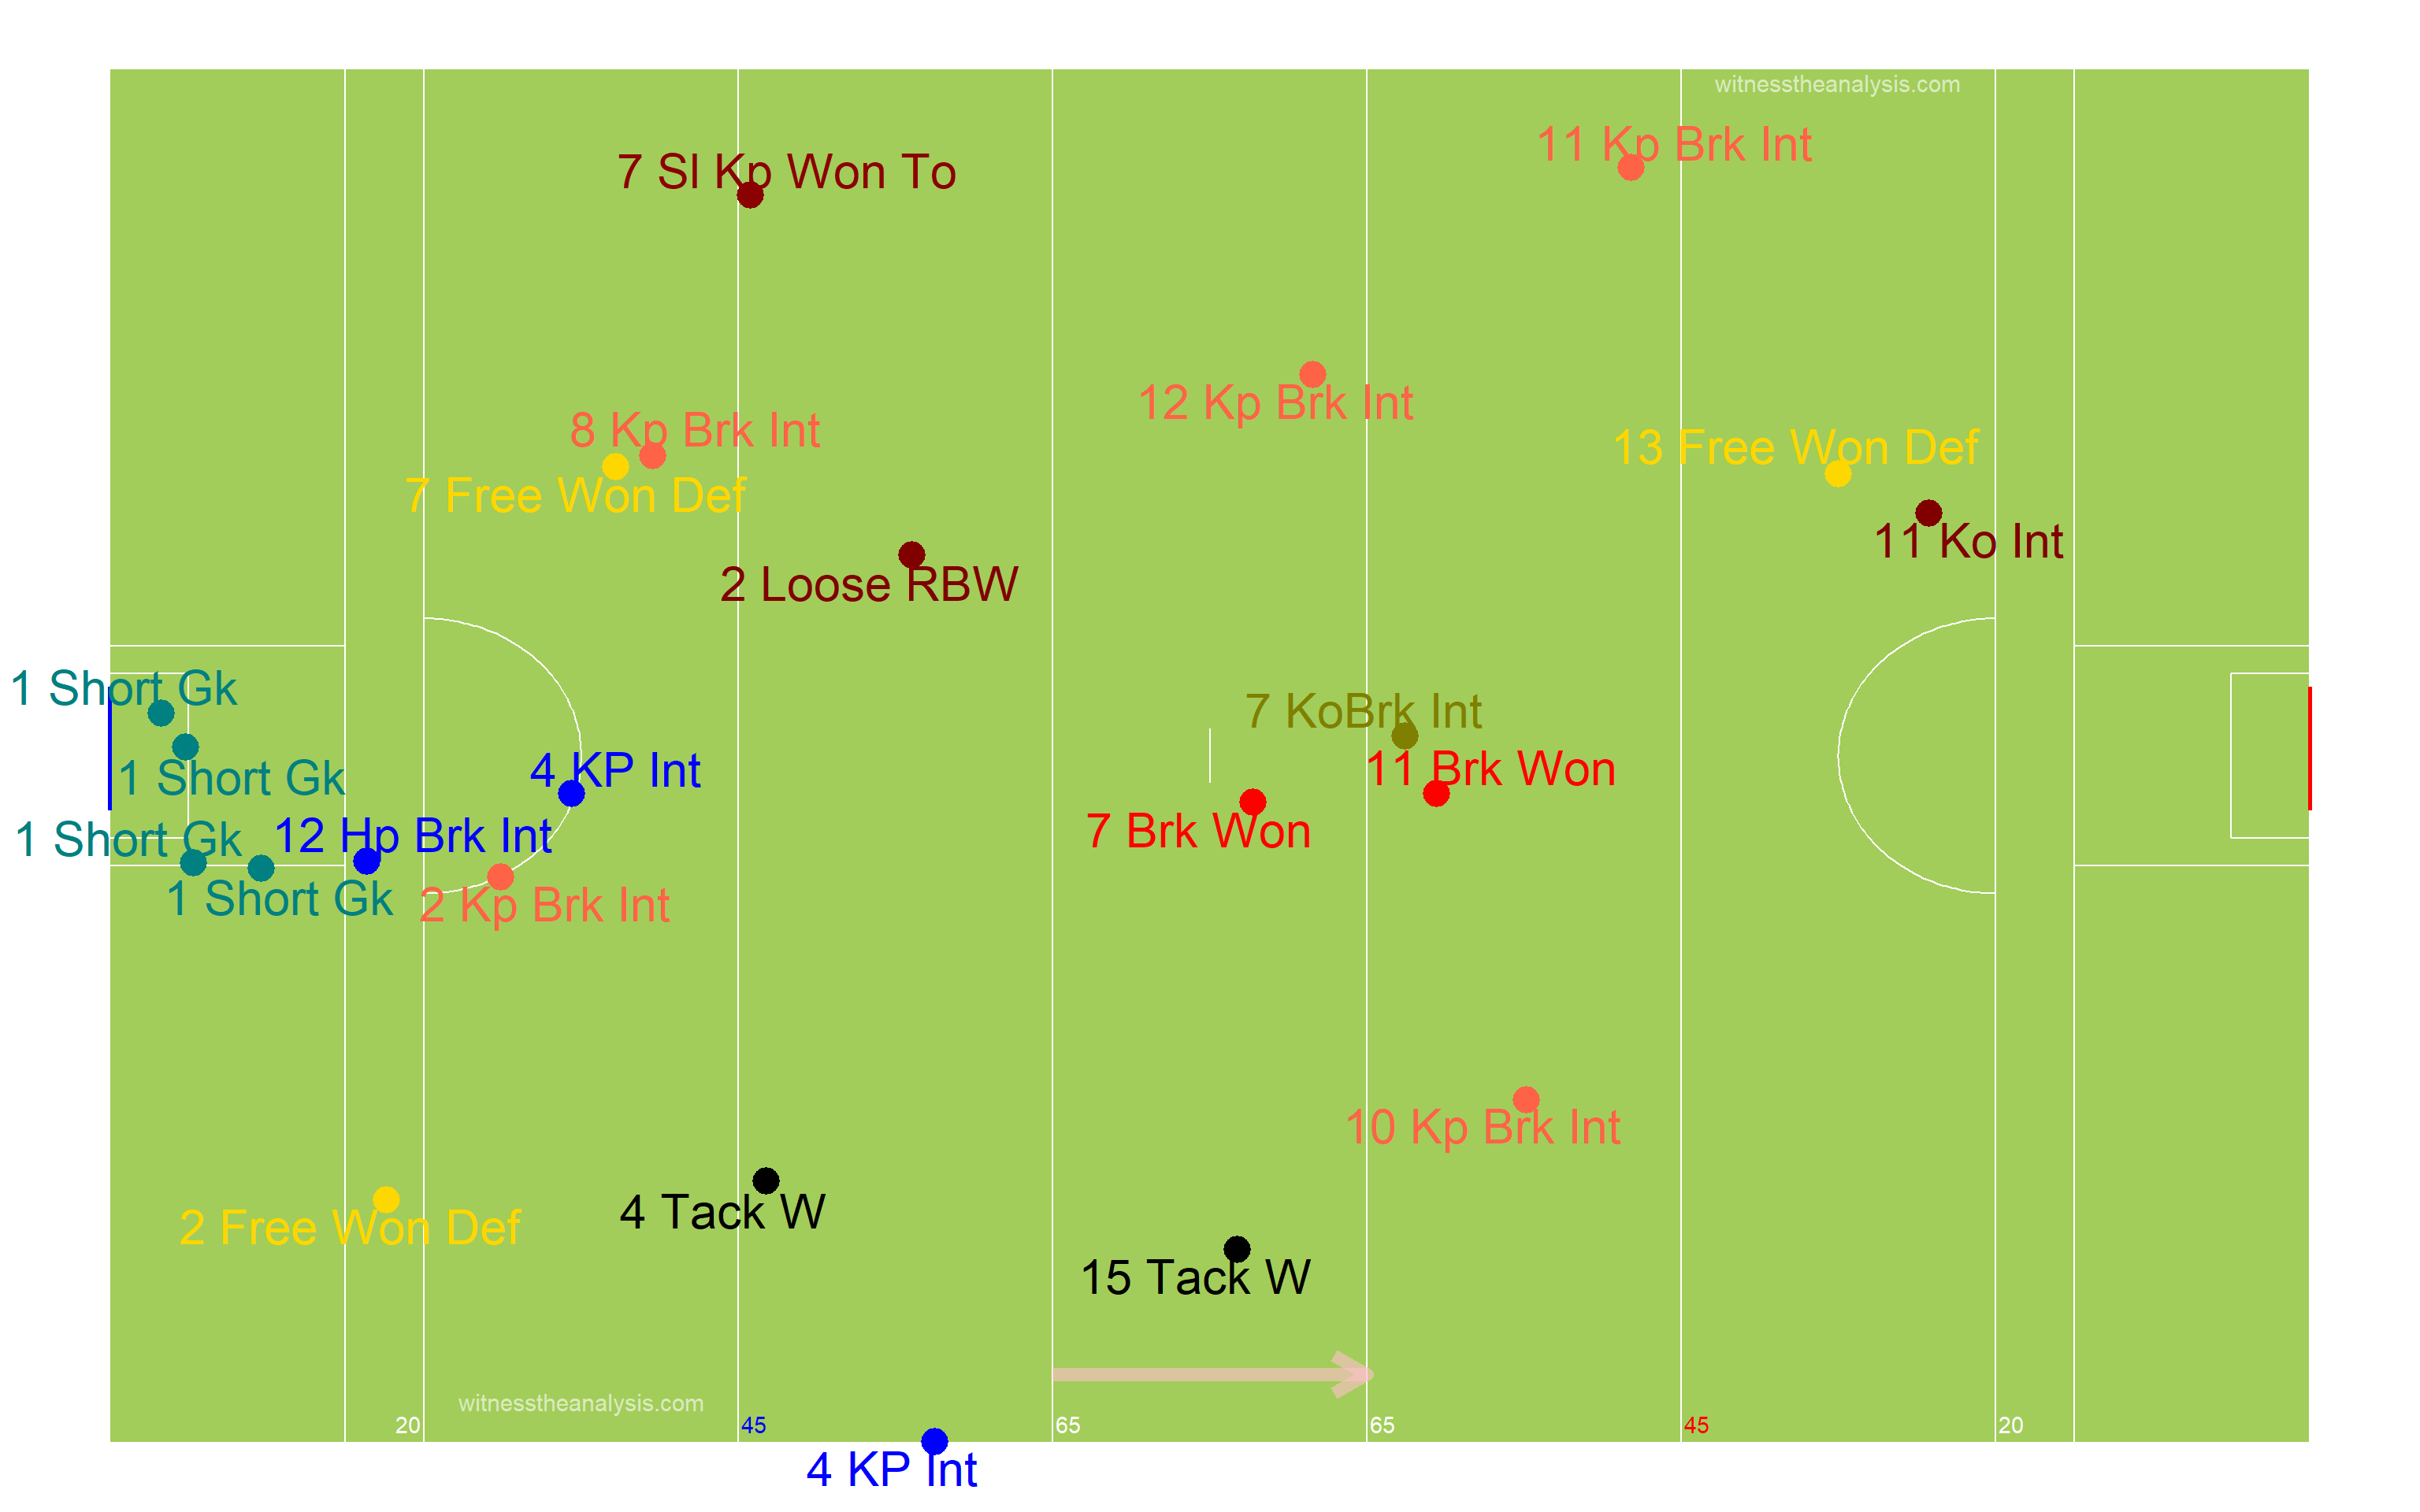 witnesstheanalysis.com
11 Kp Brk Int
7 Sl Kp Won To
12 Kp Brk Int
8 Kp Brk Int
13 Free Won Def
7 Free Won Def
11 Ko Int
2 Loose RBW
1 Short Gk
7 KoBrk Int
4 KP Int
11 Brk Won
1 Short Gk
7 Brk Won
12 Hp Brk Int
1 Short Gk
1 Short Gk
2 Kp Brk Int
10 Kp Brk Int
4 Tack W
2 Free Won Def
15 Tack W
witnesstheanalysis.com
20 45 65 65 45 20
4 KP Int